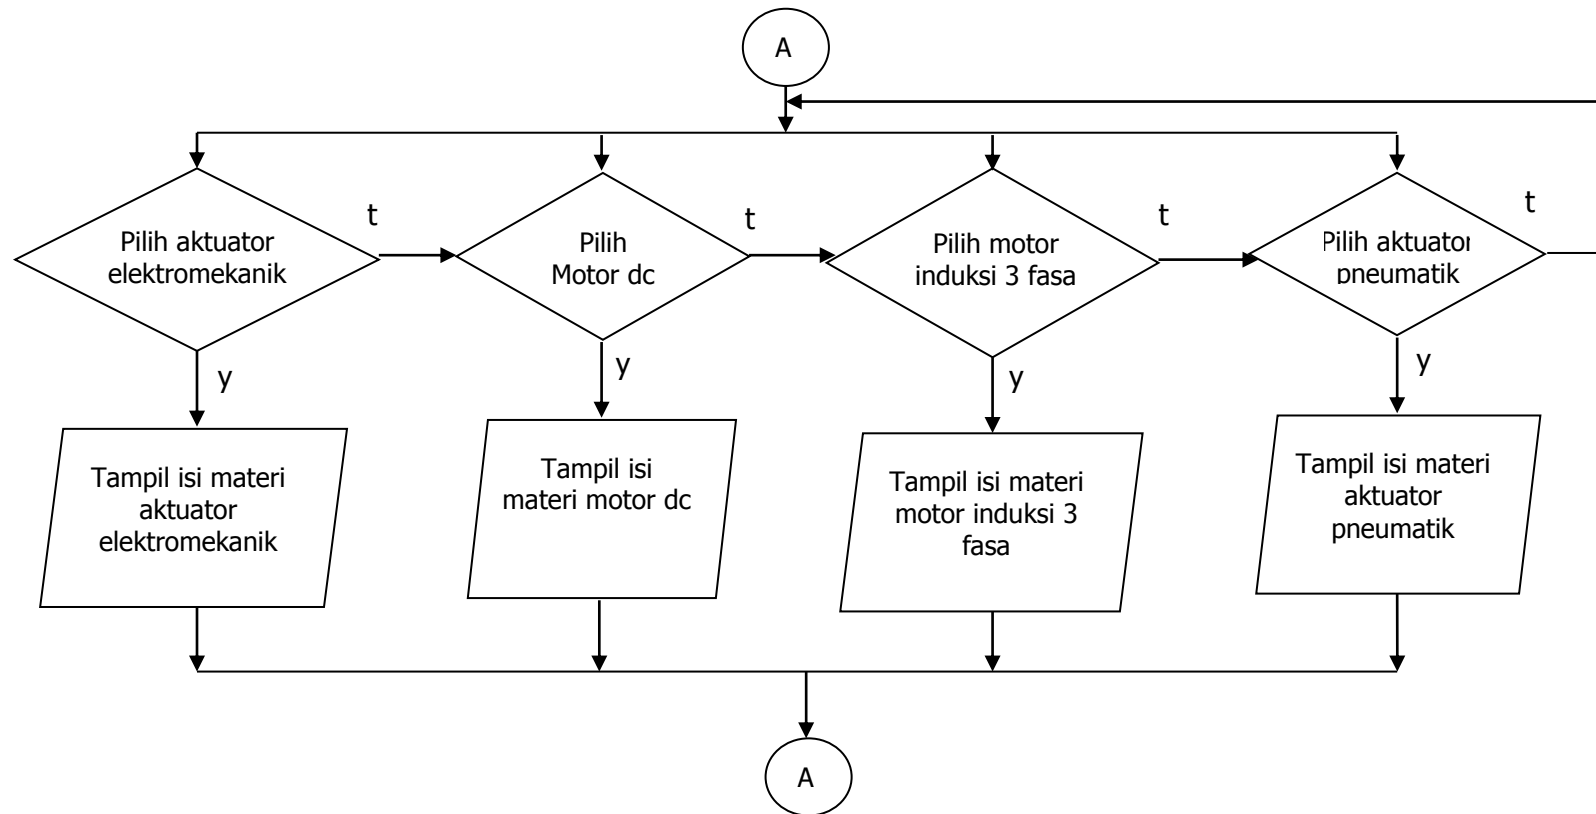 A
t
t
t
t
Pilih aktuator
elektromekanik
Pilih
Motor dc
Pilih motor
induksi 3 fasa
Pilih aktuator
pneumatik
y
y
y
y
Tampil isi materi
aktuator
elektromekanik
Tampil isi
materi motor dc
Tampil isi materi
motor induksi 3
fasa
Tampil isi materi
aktuator
pneumatik
A